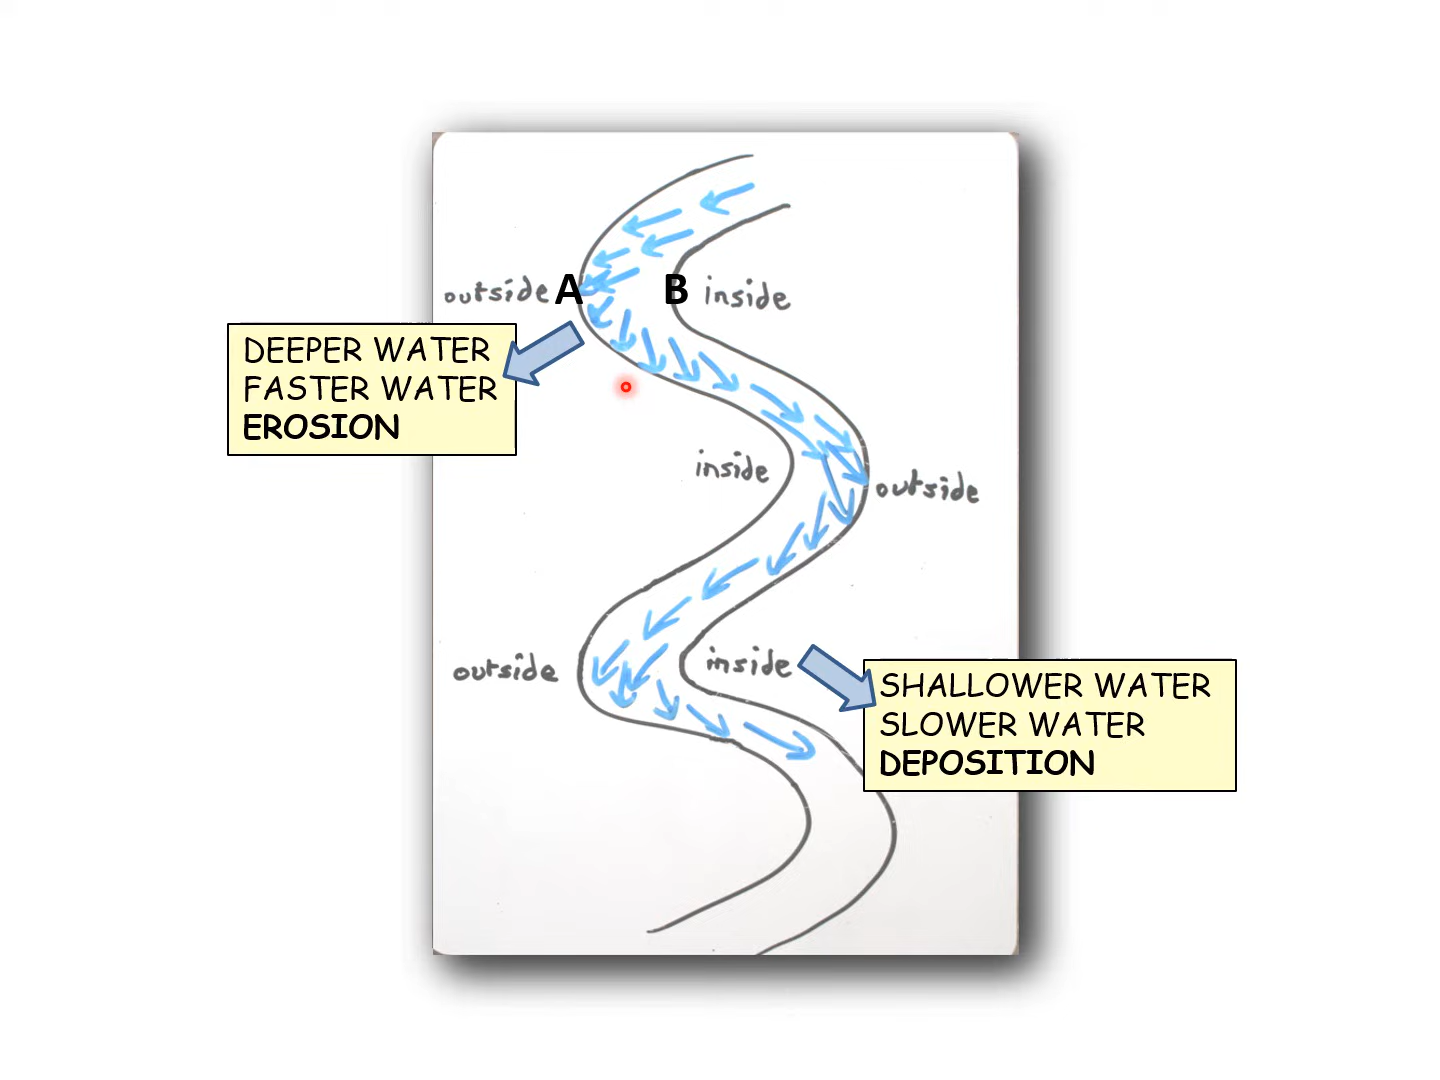 outside A B inside
DEEPER WATER
FASTER WATER
EROSION
inside
outside
outside
inside
SHALLOWER WATER
SLOWER WATER
DEPOSITION